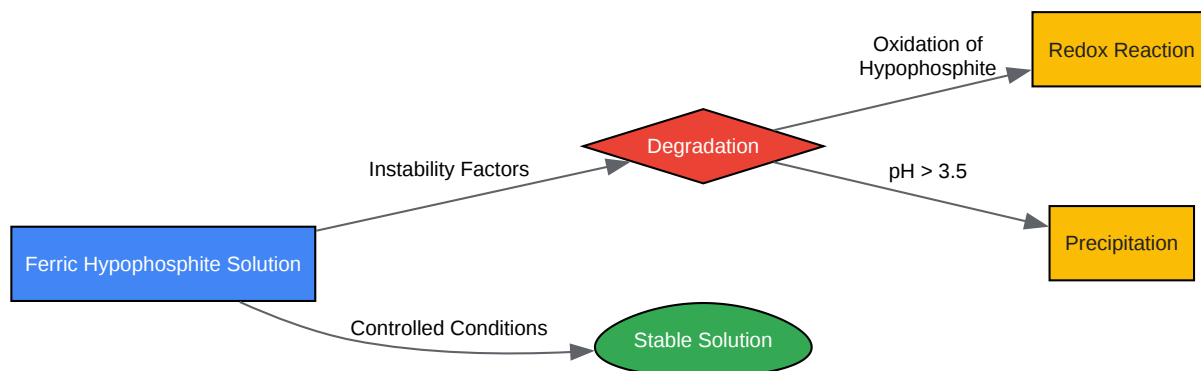 Oxidation of
Hypophosphite
Redox Reaction
Degradation
Instability Factors
pH > 3.5
Precipitation
Ferric Hypophosphite Solution
Controlled Conditions
Stable Solution